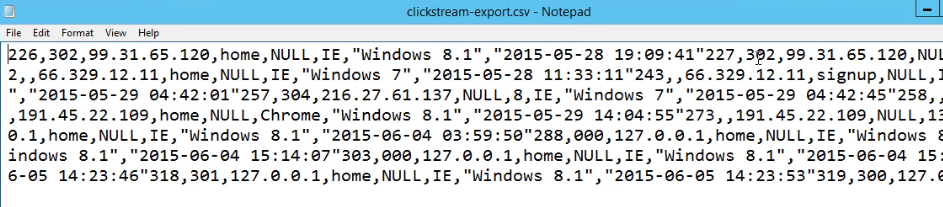 clickstream-export.csv - Notepad
File Edit Format View Help
226,302,99.31.65.120,home,NULL,IE,"Windows 8.1","2015-05-28 19:09:41"227,302,99.31.65.120,NU
2,,66.329.12.11,home,NULL,IE,"Windows 7","2015-05-28 11:33:11"243,,66.329.12.11,signup,NULL,
","2015-05-29 04:42:01"257,304,216.27.61.137,NULL,8,IE,"Windows 7","2015-05-29 04:42:45"258,,
,191.45.22.109,home,NULL,Chrome,"Windows 8.1","2015-05-29 14:04:55"273,,191.45.22.109,NULL,13
0.1,home,NULL,IE,"Windows 8.1","2015-06-04 03:59:50"288,000,127.0.0.1,home,NULL,IE,"Windows 8
indows 8.1","2015-06-04 15:14:07"303,000,127.0.0.1,home,NULL,IE,"Windows 8.1","2015-06-04 15
6-05 14:23:46"318,301,127.0.0.1,home,NULL,IE,"Windows 8.1","2015-06-05 14:23:53"319,300,127.0